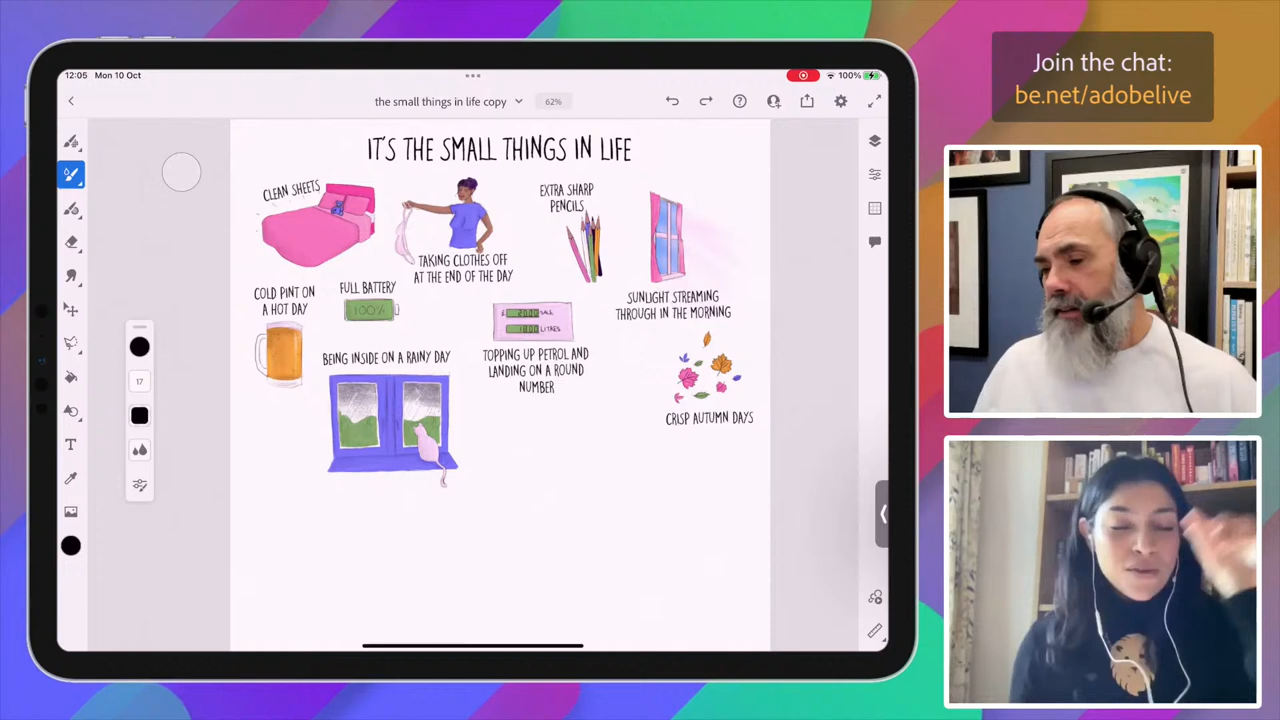 Join the chat:
be.net/adobelive
12:05 Mon 10 Oct
100%
the small things in life copy
62%
IT'S THE SMALL THINGS IN LIFE
CLEAN SHEETS
TAKING CLOTHES OFF
AT THE END OF THE DAY
EXTRA SHARP
PENCILS
SUNLIGHT STREAMING
THROUGH IN THE MORNING
COLD PINT ON
A HOT DAY
FULL BATTERY
100%
SALE
LITRES
TOPPING UP PETROL AND
LANDING ON A ROUND
NUMBER
BEING INSIDE ON A RAINY DAY
CRISP AUTUMN DAYS
17
T